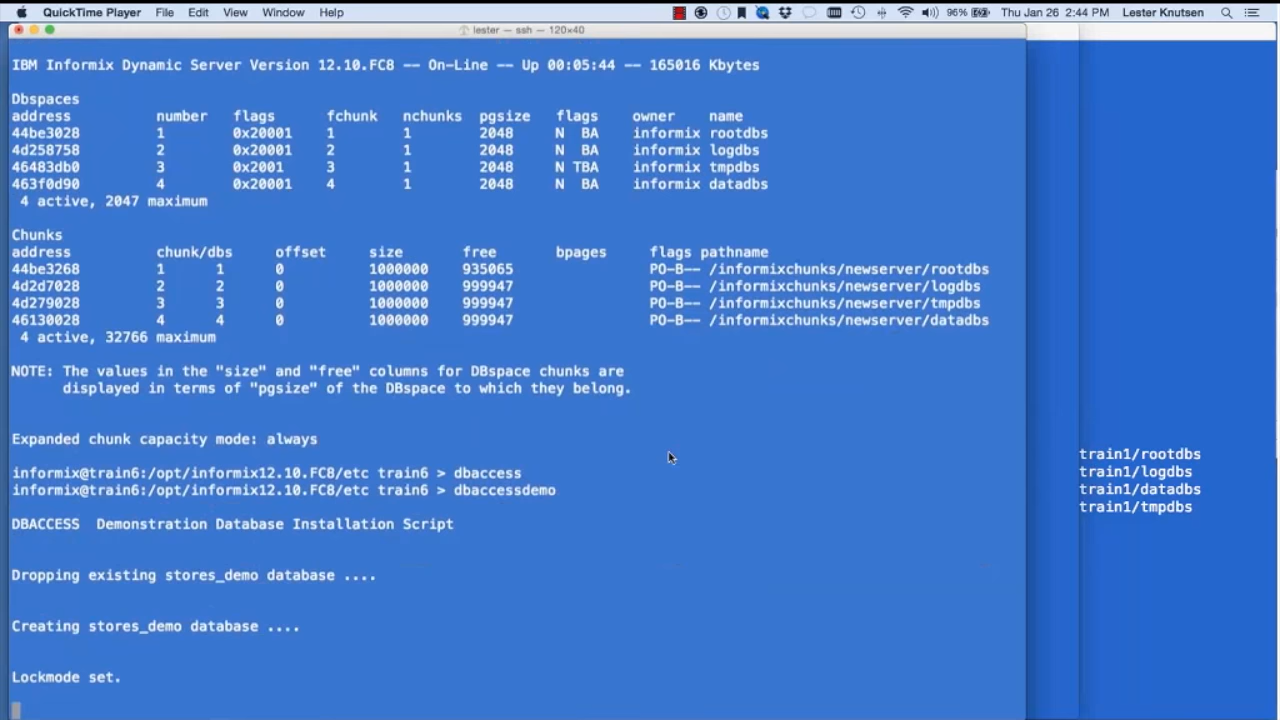 QuickTime Player File Edit View Window Help 96% Thu Jan 26 2:44 PM Lester Knutsen
lester — ssh — 120×40
IBM Informix Dynamic Server Version 12.10.FC8 -- On-Line -- Up 00:05:44 -- 165016 Kbytes
Dbspaces
address number flags fchunk nchunks pgsize flags owner name
44be3028 1 0x20001 1 1 2048 N BA informix rootdbs
4d258758 2 0x20001 2 1 2048 N BA informix logdbs
46483db0 3 0x2001 3 1 2048 N TBA informix tmpdbs
463f0d90 4 0x20001 4 1 2048 N BA informix datadbs
4 active, 2047 maximum
Chunks
address chunk/dbs offset size free bpages flags pathname
44be3268 1 1 0 1000000 935065 PO-B-- /informixchunks/newserver/rootdbs
4d2d7028 2 2 0 1000000 999947 PO-B-- /informixchunks/newserver/logdbs
4d279028 3 3 0 1000000 999947 PO-B-- /informixchunks/newserver/tmpdbs
46130028 4 4 0 1000000 999947 PO-B-- /informixchunks/newserver/datadbs
4 active, 32766 maximum
NOTE: The values in the "size" and "free" columns for DBspace chunks are
displayed in terms of "pgsize" of the DBspace to which they belong.
Expanded chunk capacity mode: always
informix@train6:/opt/informix12.10.FC8/etc train6 > dbaccess
informix@train6:/opt/informix12.10.FC8/etc train6 > dbaccessdemo
DBACCESS Demonstration Database Installation Script
Dropping existing stores_demo database ....
Creating stores_demo database ....
Lockmode set.
train1/rootdbs
train1/logdbs
train1/datadbs
train1/tmpdbs